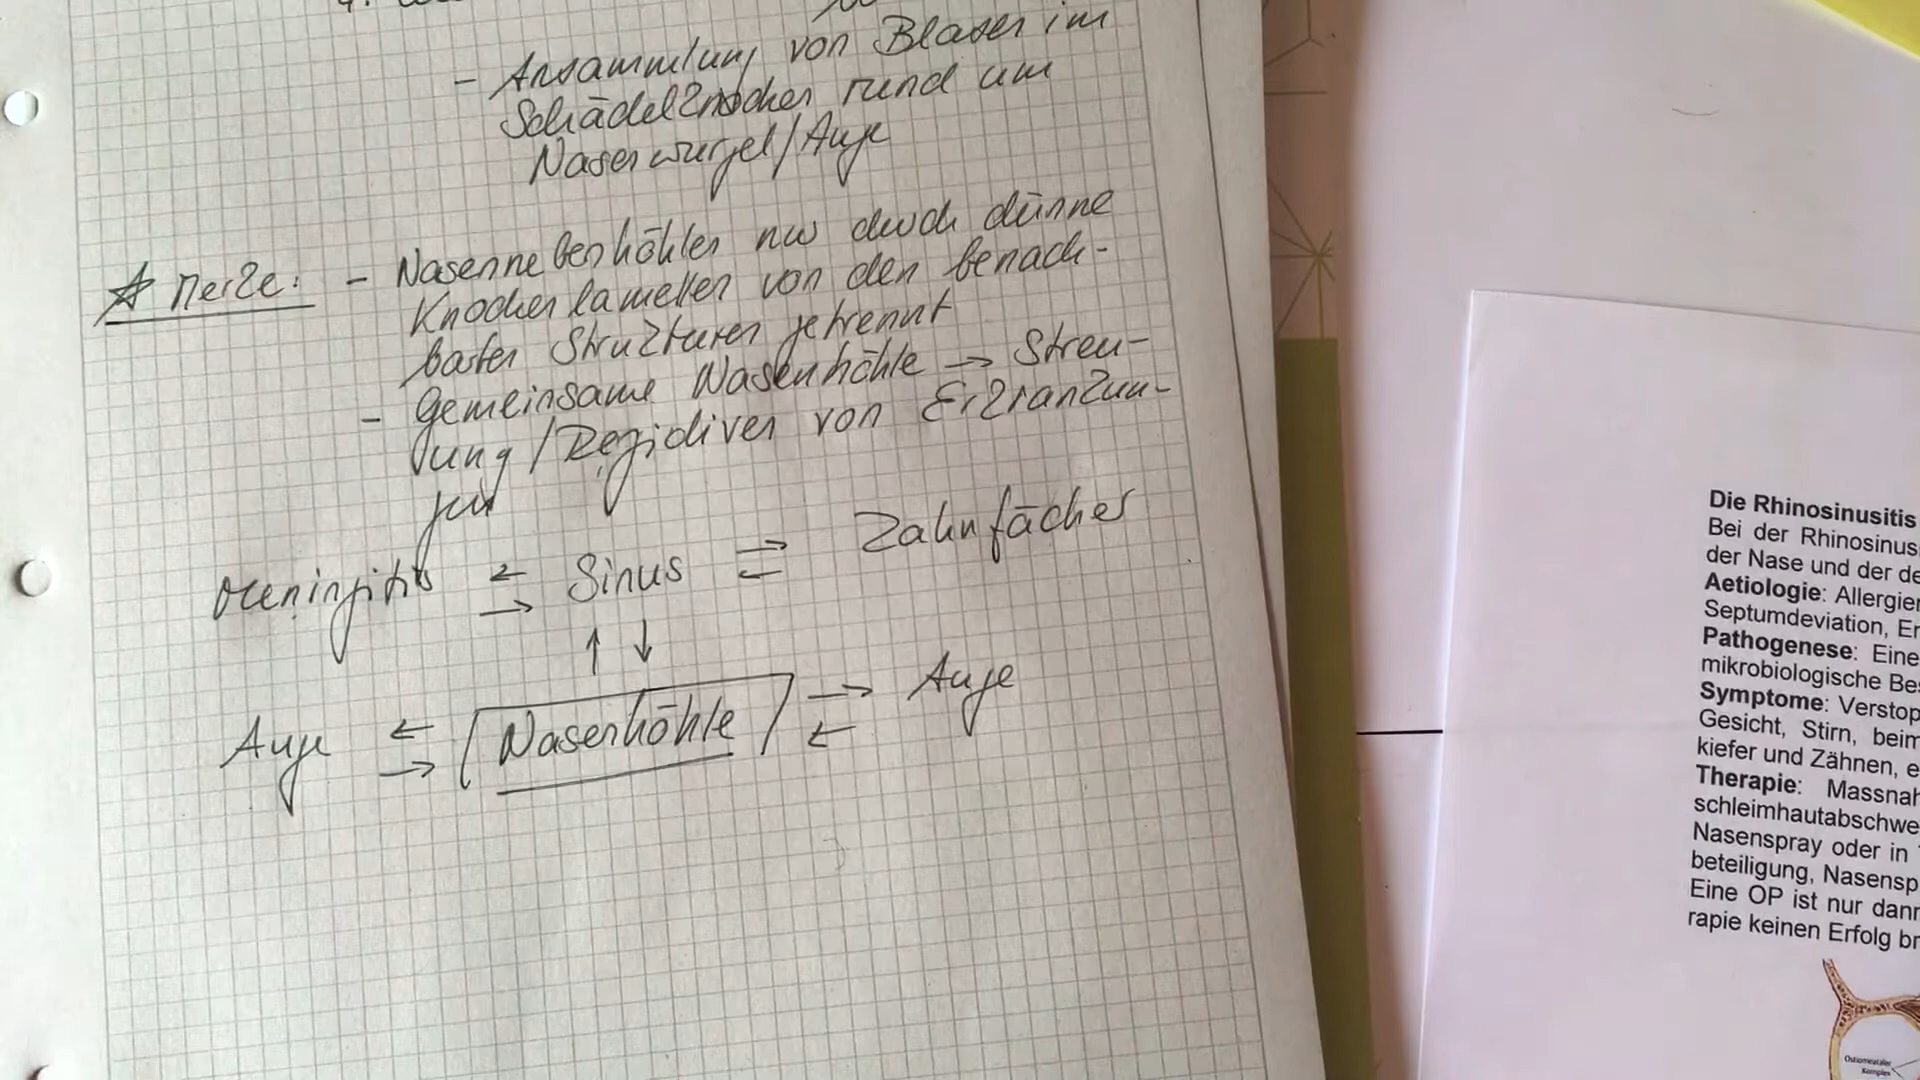 - Ansammlung von Blasen im
Schädelknochen rund um
Nasenwurzel/Auge
Merke: - Nasennebenhöhlen nur durch dünne
Knochenlamellen von den benach-
barten Strukturen getrennt
- Gemeinsame Nasenhöhle → Streu-
ung/Rezidiven von Erkrankun-
gen
Meningitis ← → Sinus → ← Zahnfächer
↑ ↓
Auge ← → Nasenhöhle → ← Auge
Die Rhinosinusitis
Bei der Rhinosinus
der Nase und der de
Aetiologie: Allergien
Septumdeviation, Er
Pathogenese: Eine
mikrobiologische Be
Symptome: Verstop
Gesicht, Stirn, beim
kiefer und Zähnen, e
Therapie: Massnah
schleimhautabschwe
Nasenspray oder in
beteiligung, Nasensp
Eine OP ist nur dann
rapie keinen Erfolg br
Ostiomeataler
Komplex